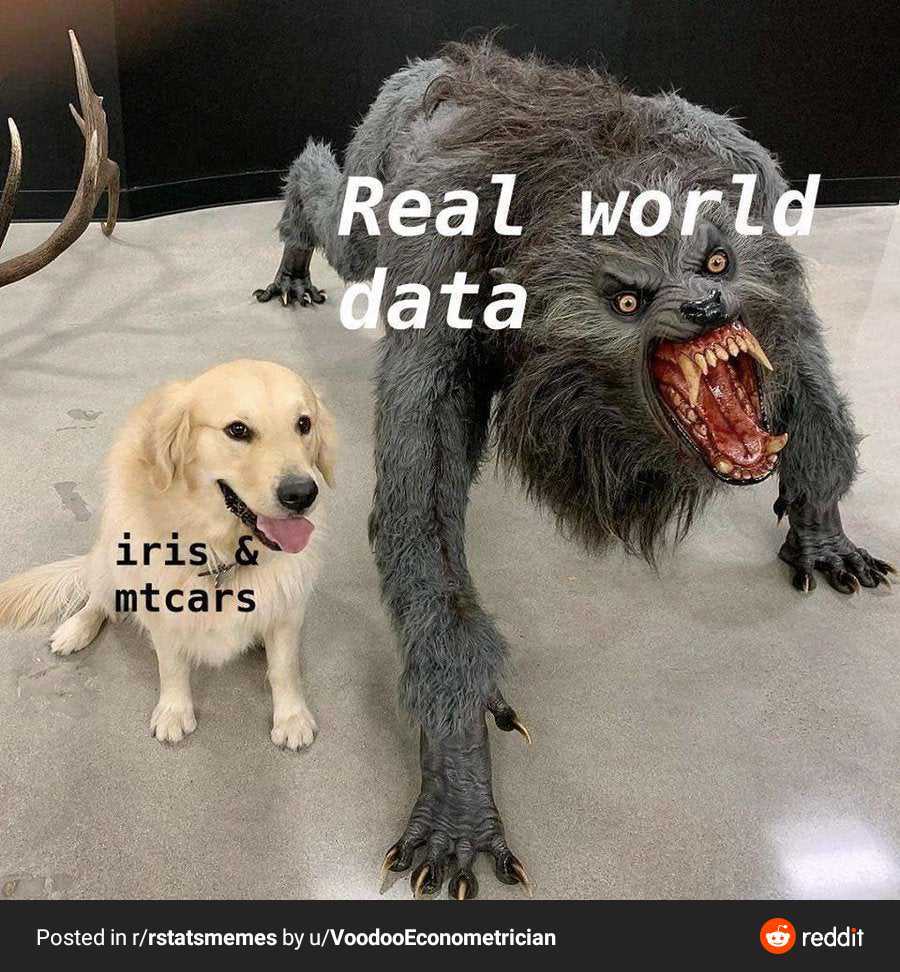 Real world
data
iris &
mtcars
Posted in r/rstatsmemes by u/VoodooEconometrician
reddit